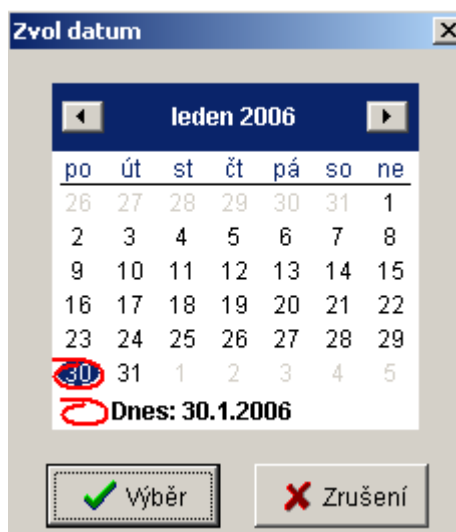 Zvol datum
leden 2006
po út st čt pá so ne
26 27 28 29 30 31 1
2 3 4 5 6 7 8
9 10 11 12 13 14 15
16 17 18 19 20 21 22
23 24 25 26 27 28 29
30 31 1 2 3 4 5
Dnes: 30.1.2006
Výběr Zrušení